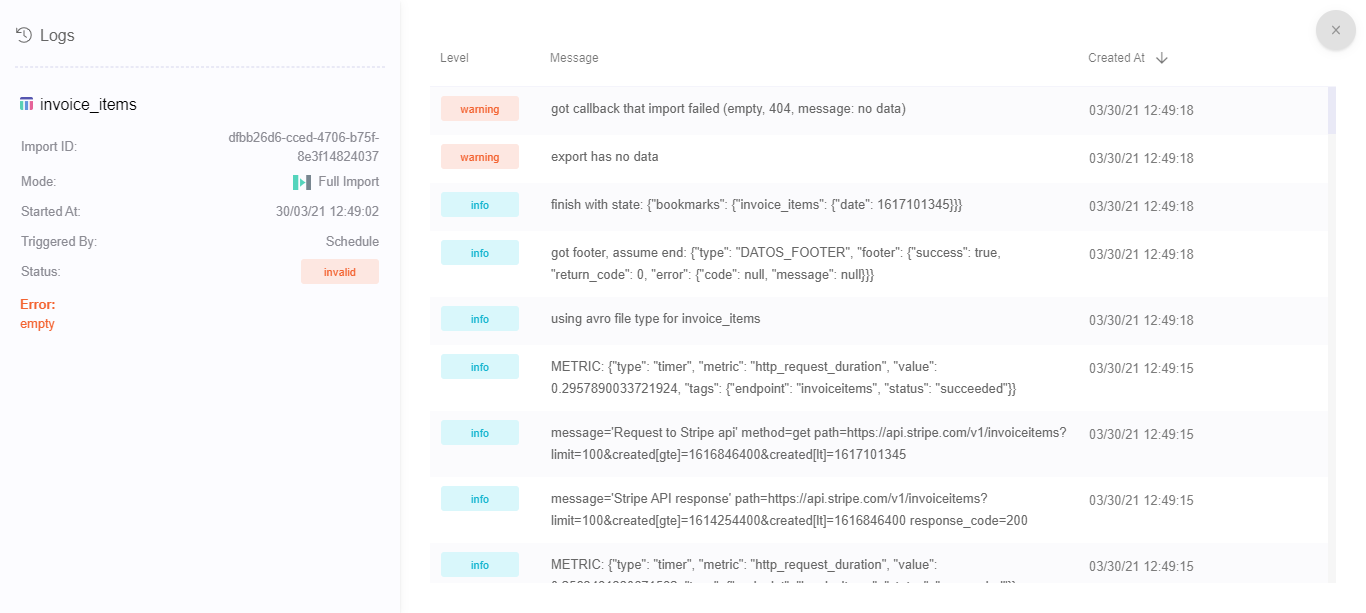 Logs
invoice_items
Import ID:
dfbb26d6-cced-4706-b75f-
8e3f14824037
Mode:
Full Import
Started At:
30/03/21 12:49:02
Triggered By:
Schedule
Status:
invalid
Error:
empty
Level
Message
Created At
warning
got callback that import failed (empty, 404, message: no data)
03/30/21 12:49:18
warning
export has no data
03/30/21 12:49:18
info
finish with state: {"bookmarks": {"invoice_items": {"date": 1617101345}}}
03/30/21 12:49:18
info
got footer, assume end: {"type": "DATOS_FOOTER", "footer": {"success": true,
"return_code": 0, "error": {"code": null, "message": null}}}
03/30/21 12:49:18
info
using avro file type for invoice_items
03/30/21 12:49:18
info
METRIC: {"type": "timer", "metric": "http_request_duration", "value":
0.2957890033721924, "tags": {"endpoint": "invoiceitems", "status": "succeeded"}}
03/30/21 12:49:15
info
message='Request to Stripe api' method=get path=https://api.stripe.com/v1/invoiceitems?
limit=100&created[gte]=1616846400&created[lt]=1617101345
03/30/21 12:49:15
info
message='Stripe API response' path=https://api.stripe.com/v1/invoiceitems?
limit=100&created[gte]=1614254400&created[lt]=1616846400 response_code=200
03/30/21 12:49:15
info
METRIC: {"type": "timer", "metric": "http_request_duration", "value":
03/30/21 12:49:15